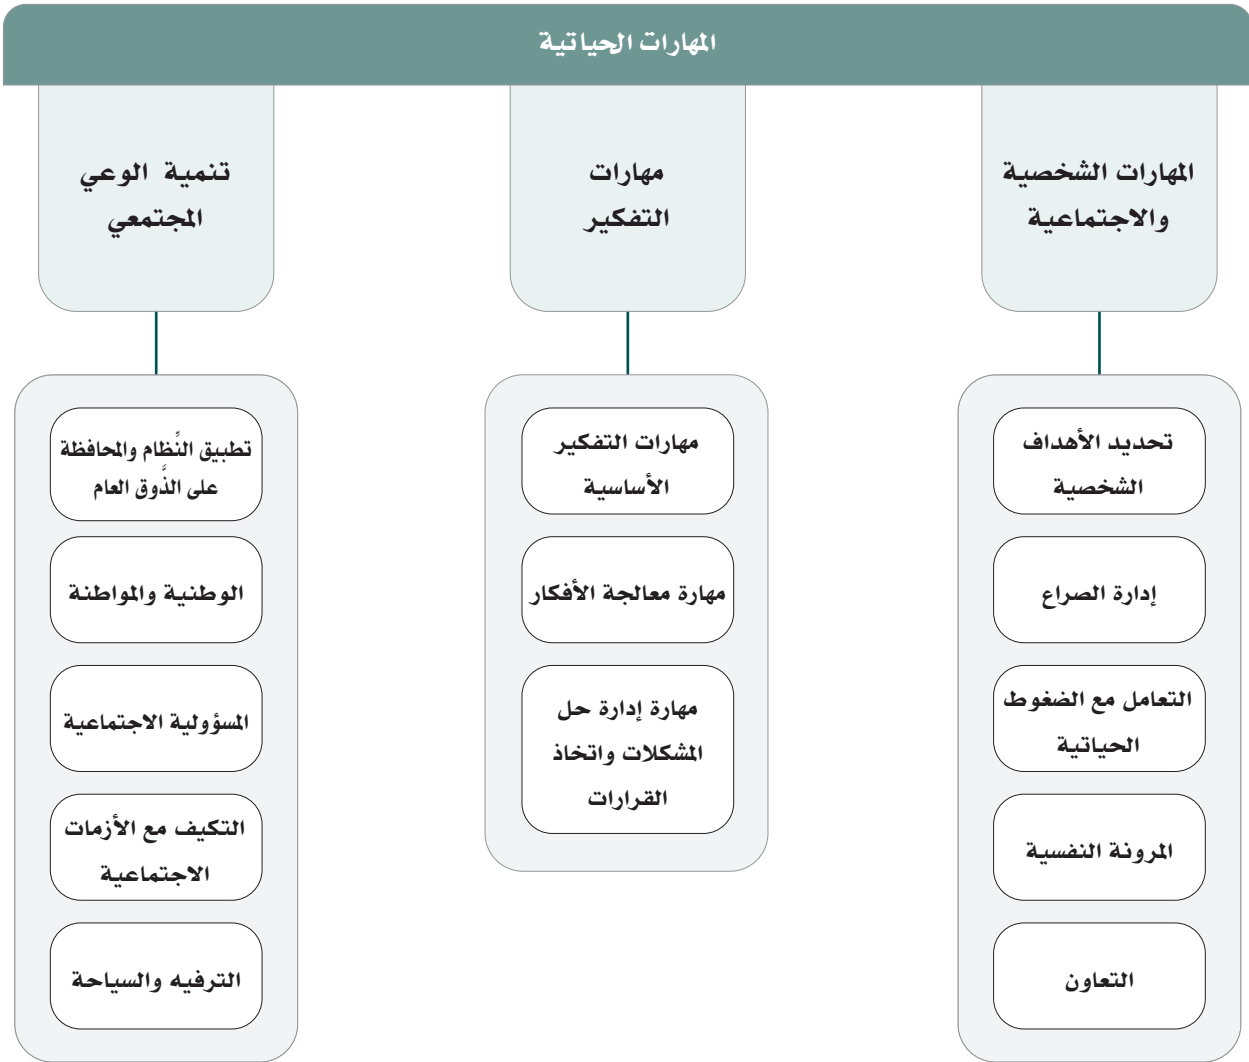 المهارات الحياتية
المهارات الشخصية
والاجتماعية
تحديد الأهداف
الشخصية
إدارة الصراع
التعامل مع الضغوط
الحياتية
المرونة النفسية
التعاون
مهارات
التفكير
مهارات التفكير
الأساسية
مهارة معالجة الأفكار
مهارة إدارة حل
المشكلات واتخاذ
القرارات
تنمية الوعي
المجتمعي
تطبيق النِّظام والمحافظة
على الذَّوق العام
الوطنية والمواطنة
المسؤولية الاجتماعية
التكيف مع الأزمات
الاجتماعية
الترفيه والسياحة